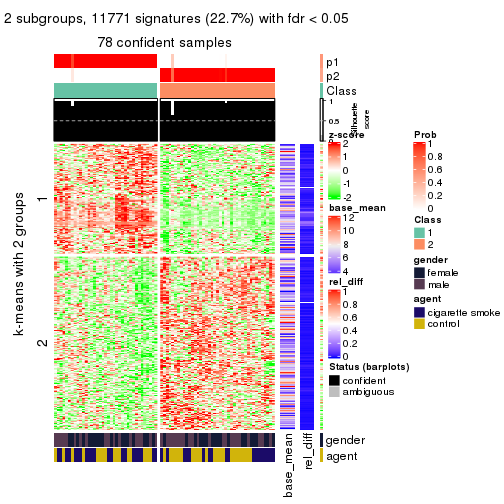 2 subgroups, 11771 signatures (22.7%) with fdr < 0.05
78 confident samples
p1
p2
Class
1
0.5
0
Silhouette
score
k-means with 2 groups
1
2
z-score
2
1
0
-1
-2
base_mean
12
10
8
6
4
rel_diff
1
0.8
0.6
0.4
0.2
0
Status (barplots)
confident
ambiguous
Prob
1
0.8
0.6
0.4
0.2
0
Class
1
2
gender
female
male
agent
cigarette smoke
control
gender
agent
base_mean
rel_diff